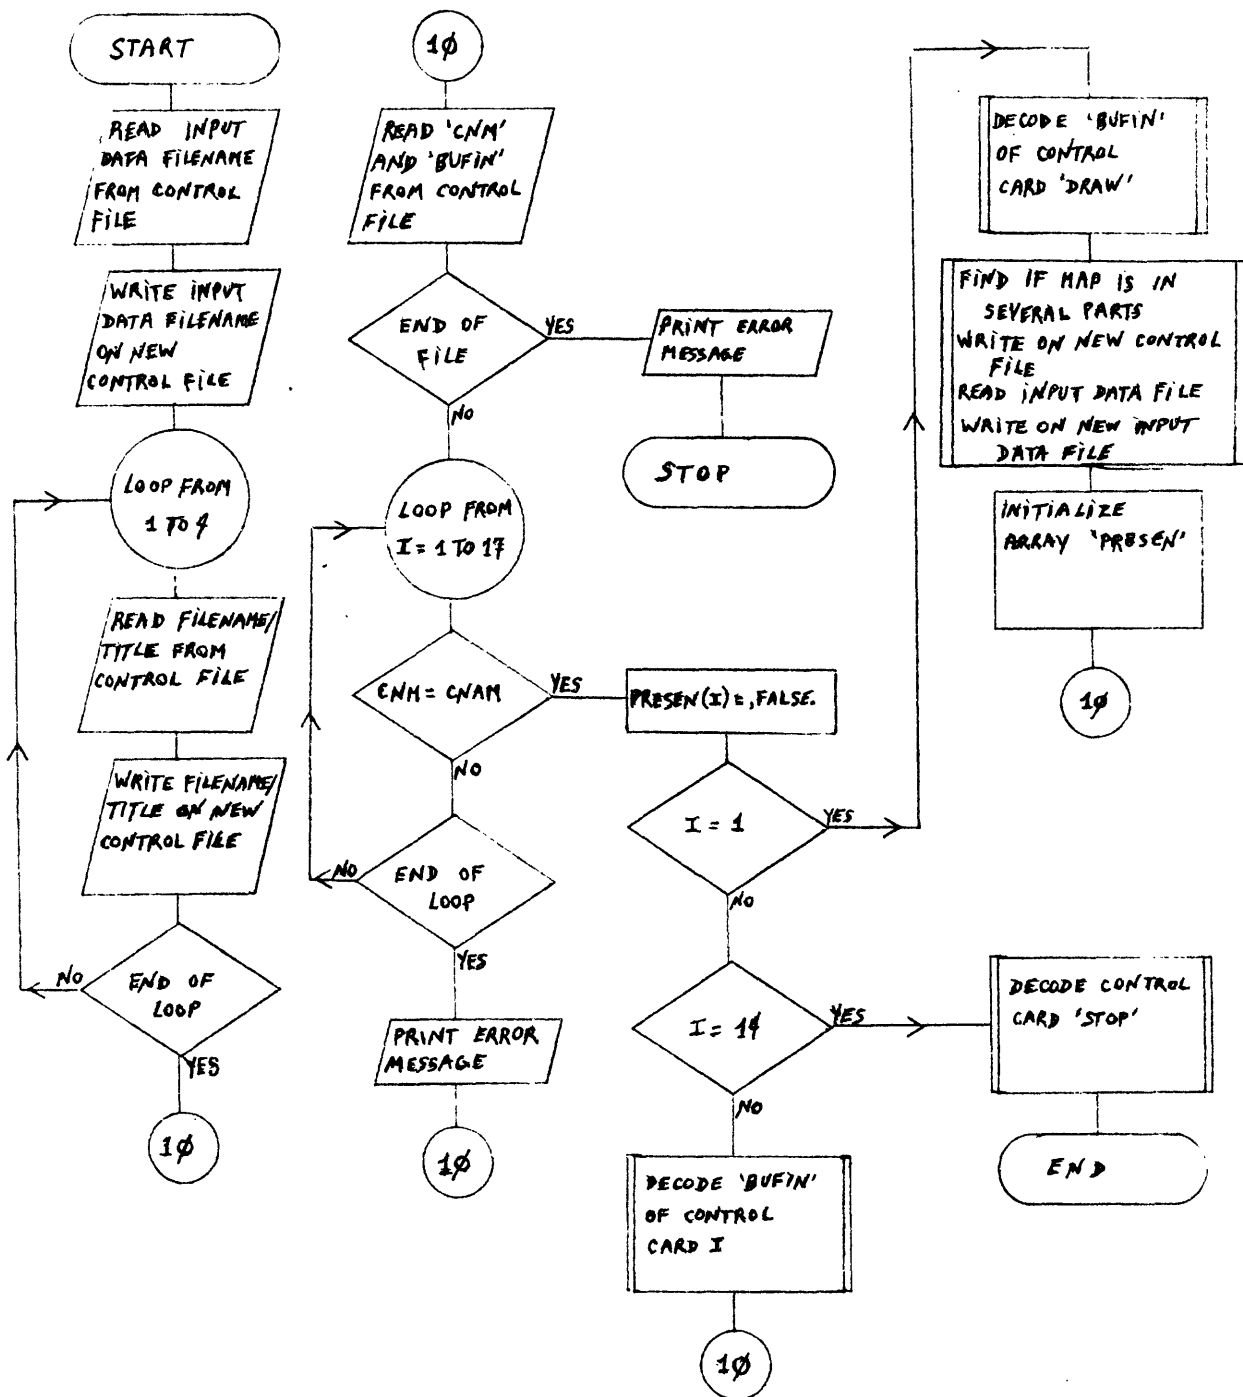 START
READ INPUT
DATA FILENAME
FROM CONTROL
FILE
WRITE INPUT
DATA FILENAME
ON NEW
CONTROL FILE
LOOP FROM
1 TO 4
READ FILENAME/
TITLE FROM
CONTROL FILE
WRITE FILENAME/
TITLE ON NEW
CONTROL FILE
NO
END OF
LOOP
YES
1Ø
1Ø
READ 'CNM'
AND 'BUFIN'
FROM CONTROL
FILE
END OF
FILE
YES
NO
PRINT ERROR
MESSAGE
STOP
LOOP FROM
I = 1 TO 17
CNM = CNAM
YES
NO
NO
END OF
LOOP
YES
PRINT ERROR
MESSAGE
1Ø
PRESEN(I)=.FALSE.
I = 1
YES
NO
I = 14
YES
NO
DECODE 'BUFIN'
OF CONTROL
CARD I
1Ø
DECODE 'BUFIN'
OF CONTROL
CARD 'DRAW'
FIND IF MAP IS IN
SEVERAL PARTS
WRITE ON NEW CONTROL
FILE
READ INPUT DATA FILE
WRITE ON NEW INPUT
DATA FILE
INITIALIZE
ARRAY 'PRESEN'
1Ø
DECODE CONTROL
CARD 'STOP'
END